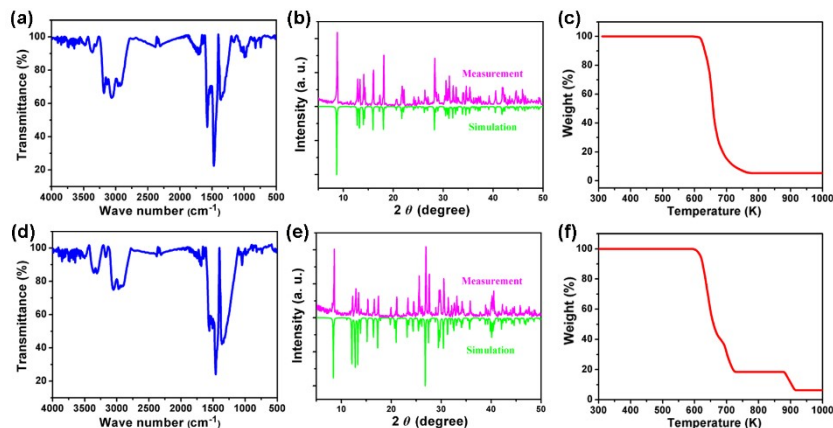 (a)
Transmittance (%)
100
80
60
40
20
4000 3500 3000 2500 2000 1500 1000 500
Wave number (cm⁻¹)
(b)
Intensity (a. u.)
Measurement
Simulation
10 20 30 40 50
2 θ (degree)
(c)
Weight (%)
100
80
60
40
20
0
300 400 500 600 700 800 900 1000
Temperature (K)
(d)
Transmittance (%)
100
80
60
40
20
4000 3500 3000 2500 2000 1500 1000 500
Wave number (cm⁻¹)
(e)
Intensity (a. u.)
Measurement
Simulation
10 20 30 40 50
2 θ (degree)
(f)
Weight (%)
100
80
60
40
20
0
300 400 500 600 700 800 900 1000
Temperature (K)